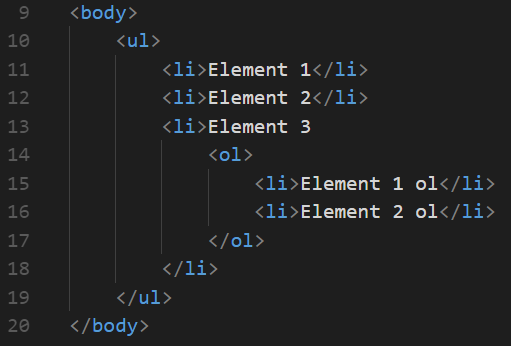 9 <body>
10 <ul>
11 <li>Element 1</li>
12 <li>Element 2</li>
13 <li>Element 3
14 <ol>
15 <li>Element 1 ol</li>
16 <li>Element 2 ol</li>
17 </ol>
18 </li>
19 </ul>
20 </body>